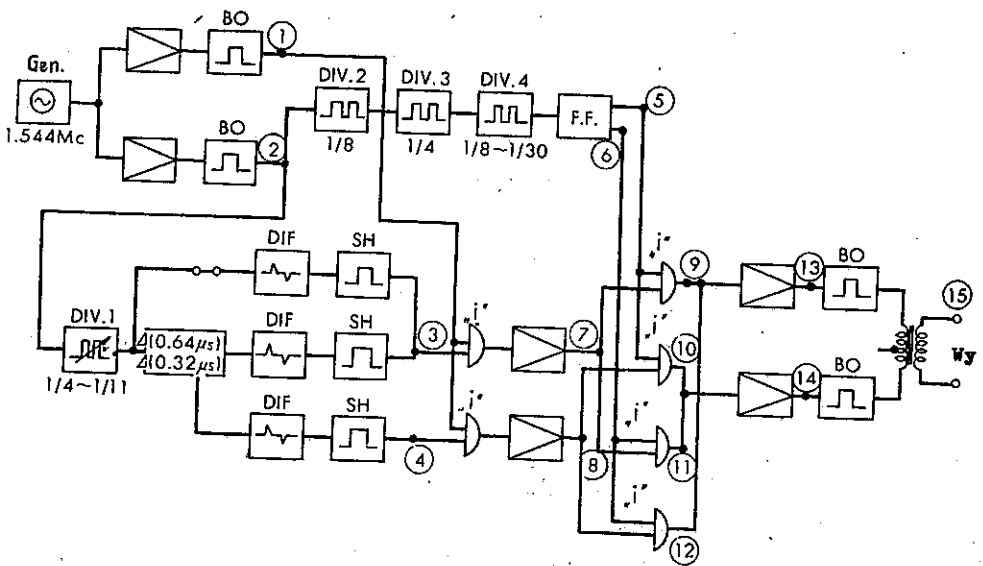 BO
1
Gen.
1.544Mc
BO
2
DIV.2
1/8
DIV.3
1/4
DIV.4
1/8~1/30
F.F.
5
6
DIF
SH
DIV.1
1/4~1/11
Δ(0.64μs)
Δ(0.32μs)
DIF
SH
3
"i"
7
DIF
SH
4
"i"
8
"i"
9
"i"
10
"i"
11
"i"
12
13
BO
14
BO
15
Wy